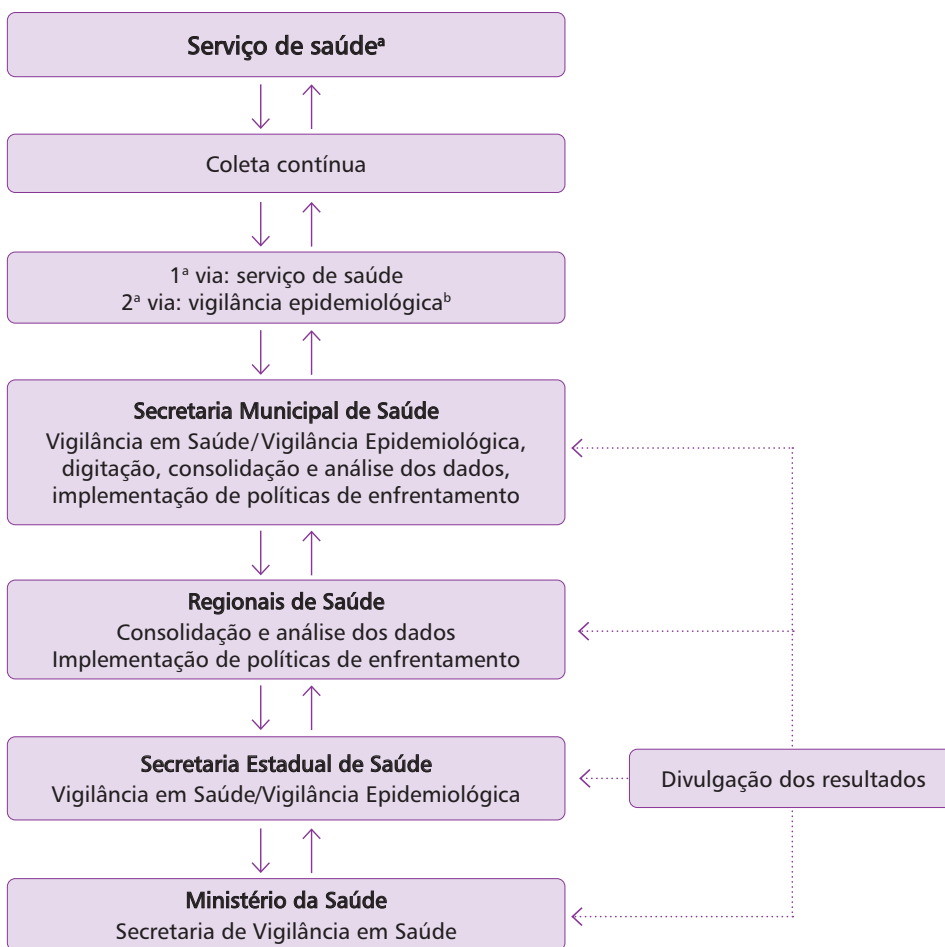 Serviço de saúdeª
Coleta contínua
1ª via: serviço de saúde
2ª via: vigilância epidemiológicaᵇ
Secretaria Municipal de Saúde
Vigilância em Saúde/Vigilância Epidemiológica,
digitação, consolidação e análise dos dados,
implementação de políticas de enfrentamento
Regionais de Saúde
Consolidação e análise dos dados
Implementação de políticas de enfrentamento
Secretaria Estadual de Saúde
Vigilância em Saúde/Vigilância Epidemiológica
Divulgação dos resultados
Ministério da Saúde
Secretaria de Vigilância em Saúde